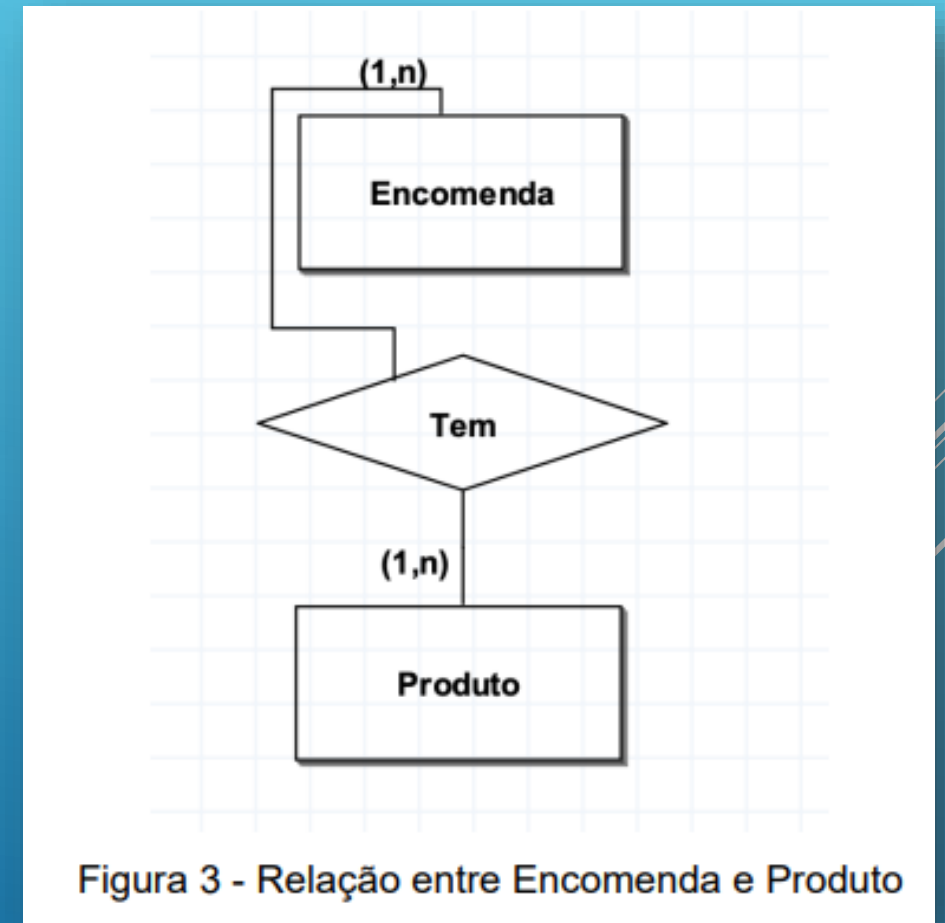 (1,n)
Encomenda
Tem
(1,n)
Produto
Figura 3 - Relação entre Encomenda e Produto